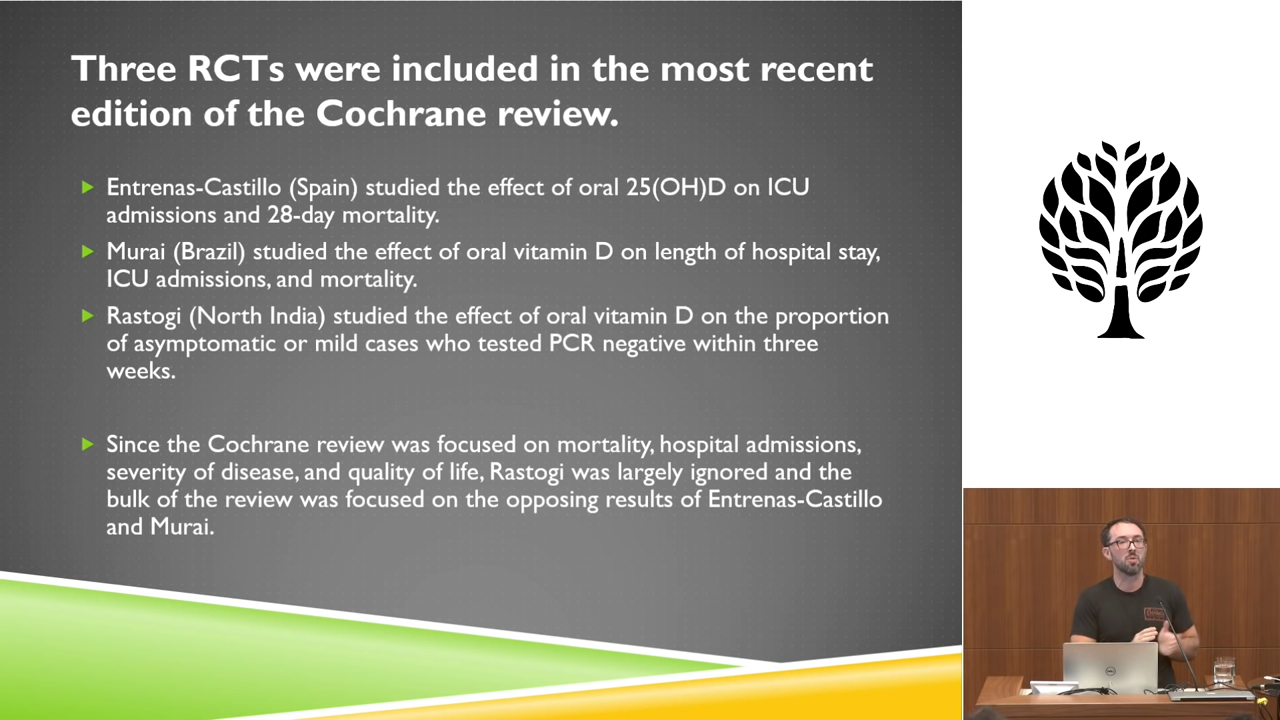 Three RCTs were included in the most recent
edition of the Cochrane review.
Entrenas-Castillo (Spain) studied the effect of oral 25(OH)D on ICU
admissions and 28-day mortality.
Murai (Brazil) studied the effect of oral vitamin D on length of hospital stay,
ICU admissions, and mortality.
Rastogi (North India) studied the effect of oral vitamin D on the proportion
of asymptomatic or mild cases who tested PCR negative within three
weeks.
Since the Cochrane review was focused on mortality, hospital admissions,
severity of disease, and quality of life, Rastogi was largely ignored and the
bulk of the review was focused on the opposing results of Entrenas-Castillo
and Murai.